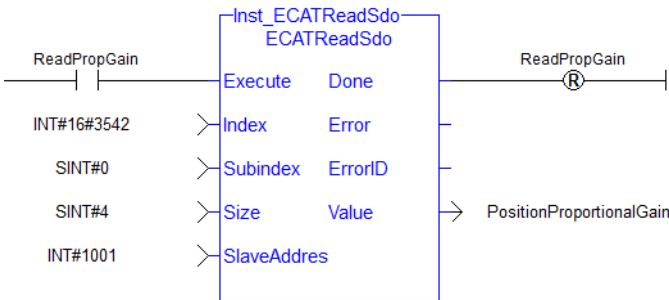 Inst_ECATReadSdo
ECATReadSdo
ReadPropGain
Execute Done
ReadPropGain
R
INT#16#3542
Index Error
SINT#0
Subindex ErrorID
SINT#4
Size Value
PositionProportionalGain
INT#1001
SlaveAddres